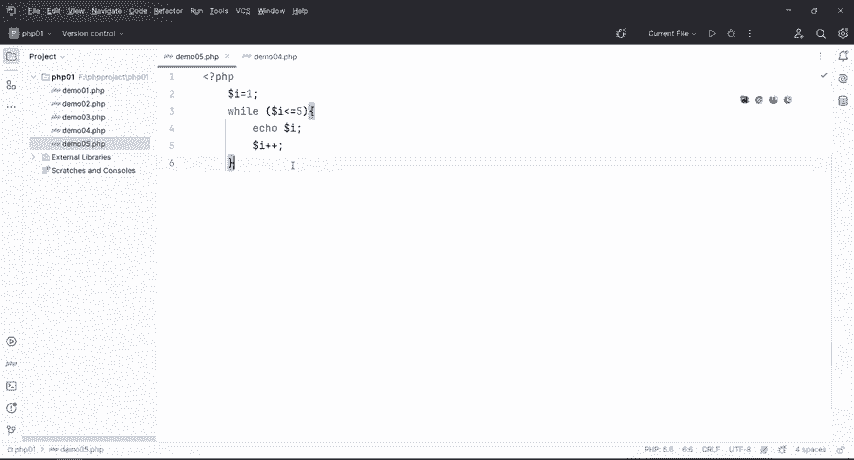 File Edit View Navigate Code Refactor Run Tools VCS Window Help
P php01 Version control Current File
Project
demo05.php demo04.php
php01 F:\phpproject\php01
demo01.php
demo02.php
demo03.php
demo04.php
demo05.php
External Libraries
Scratches and Consoles
1 <?php
2 $i=1;
3 while ($i<=5){
4 echo $i;
5 $i++;
6 }
php01 > demo05.php PHP: 5.6 6:6 CRLF UTF-8 4 spaces